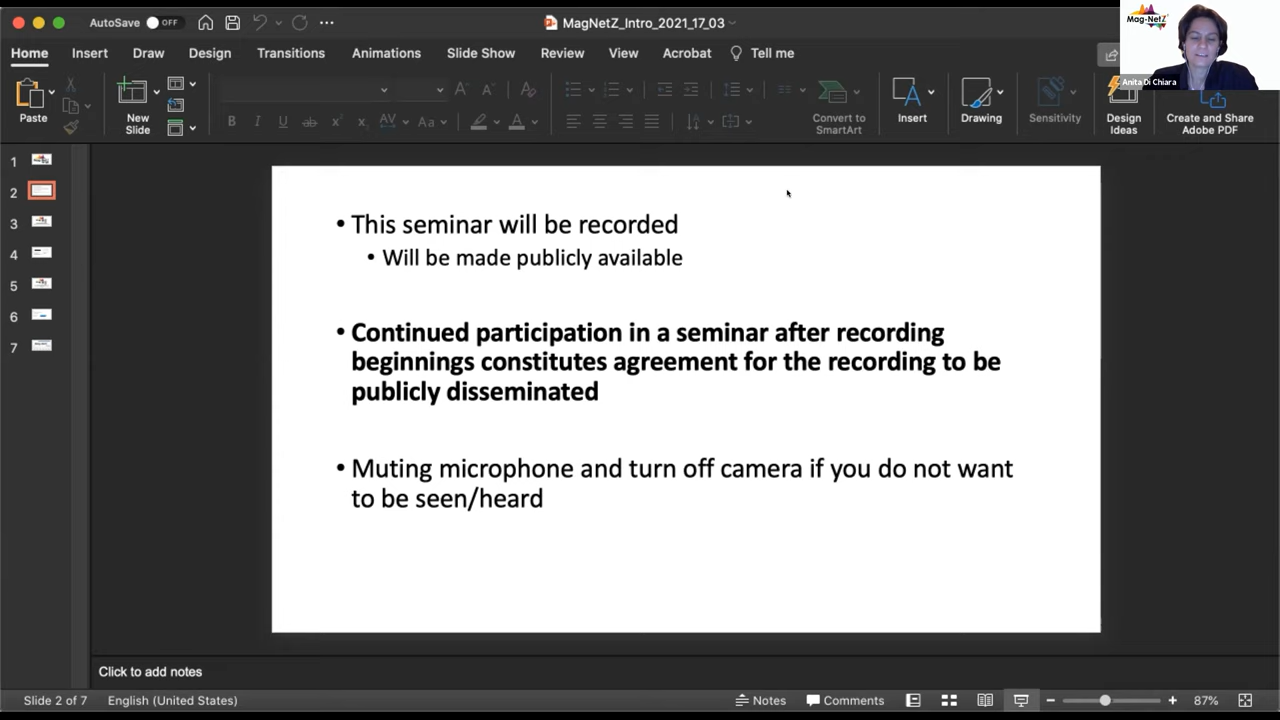 AutoSave OFF
MagNetZ_Intro_2021_17_03
Mag-NetZ
Anita Di Chiara
Home Insert Draw Design Transitions Animations Slide Show Review View Acrobat Tell me
Paste
New Slide
B I U ab x
AV Aa
Convert to SmartArt
Insert
Drawing
Sensitivity
Design Ideas
Create and Share Adobe PDF
1
2
3
4
5
6
7
• This seminar will be recorded
• Will be made publicly available
• Continued participation in a seminar after recording
beginnings constitutes agreement for the recording to be
publicly disseminated
• Muting microphone and turn off camera if you do not want
to be seen/heard
Click to add notes
Slide 2 of 7 English (United States) Notes Comments 87%